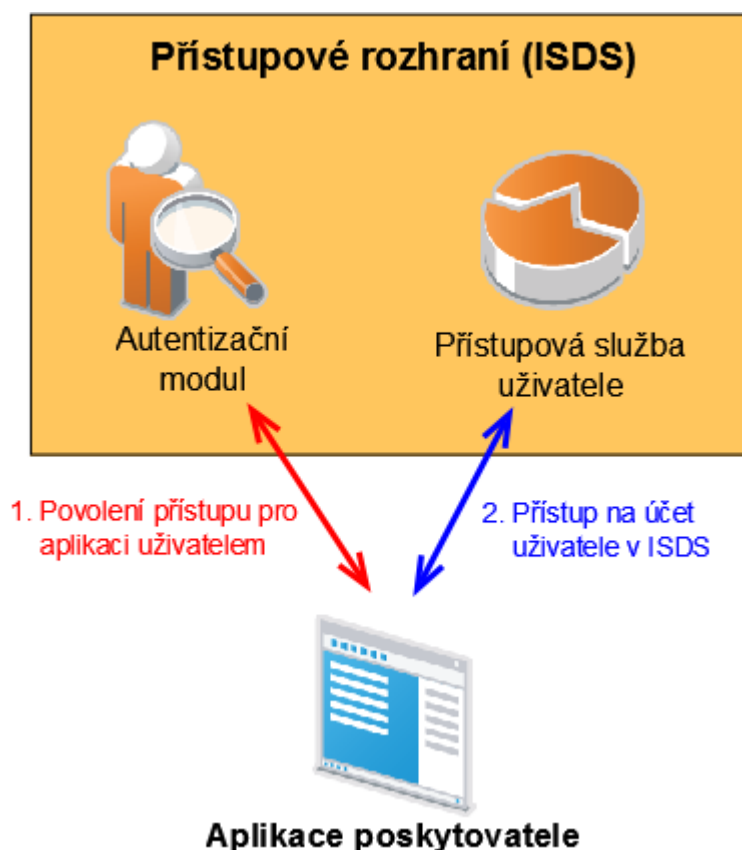 Přístupové rozhraní (ISDS)
Autentizační
modul
Přístupová služba
uživatele
1. Povolení přístupu pro
aplikaci uživatelem
2. Přístup na účet
uživatele v ISDS
Aplikace poskytovatele